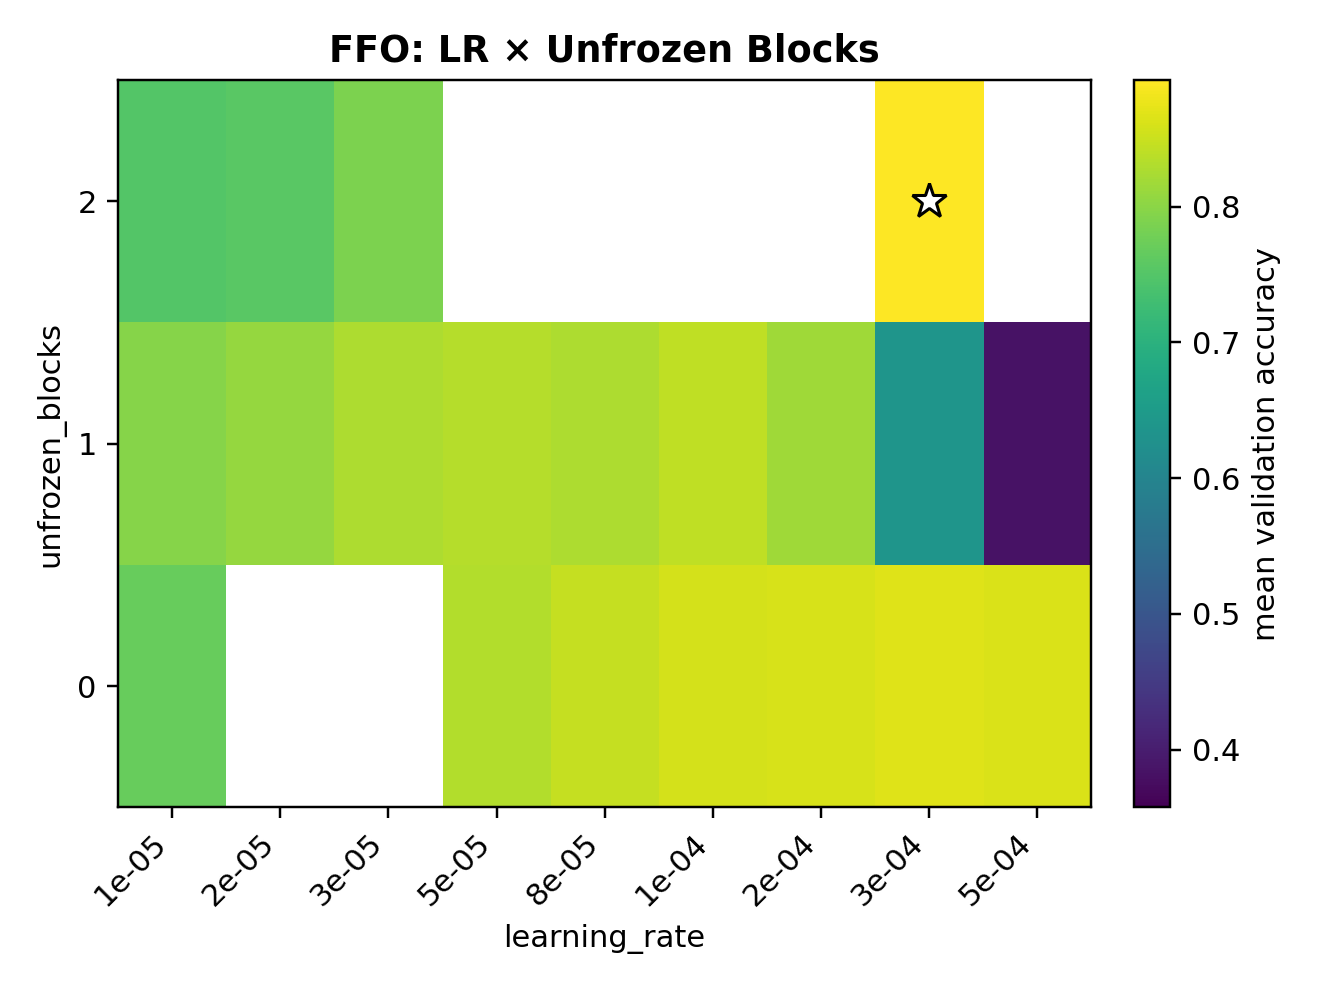 FFO: LR × Unfrozen Blocks
unfrozen_blocks
2
1
0
1e-05
2e-05
3e-05
5e-05
8e-05
1e-04
2e-04
3e-04
5e-04
learning_rate
0.8
0.7
0.6
0.5
0.4
mean validation accuracy